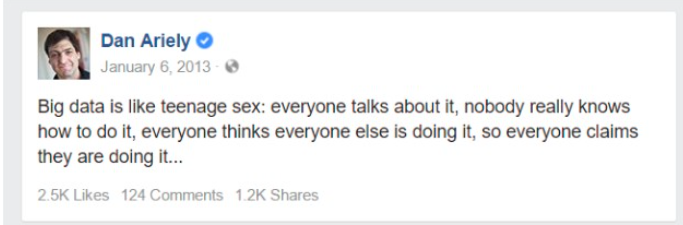 Dan Ariely
January 6, 2013 ·
Big data is like teenage sex: everyone talks about it, nobody really knows
how to do it, everyone thinks everyone else is doing it, so everyone claims
they are doing it...
2.5K Likes 124 Comments 1.2K Shares